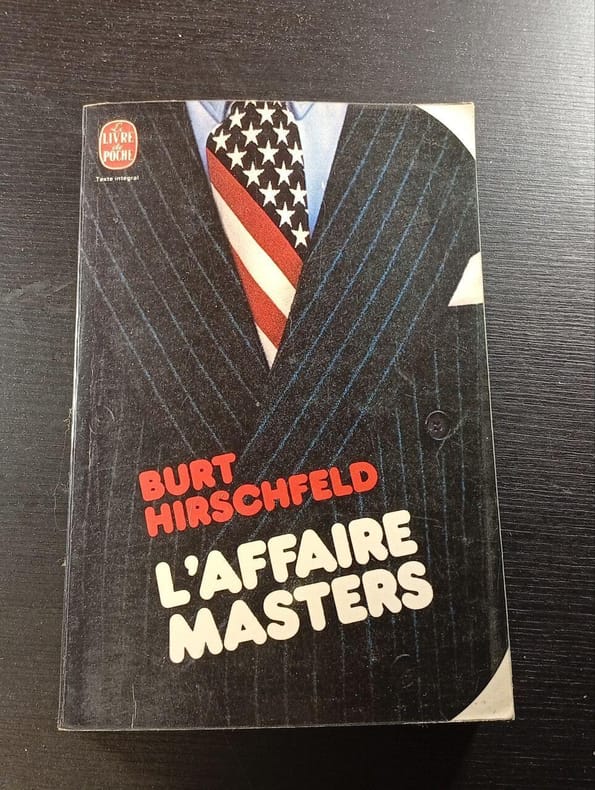 Le
LIVRE
de
POCHE
Texte intégral
BURT
HIRSCHFELD
L'AFFAIRE
MASTERS